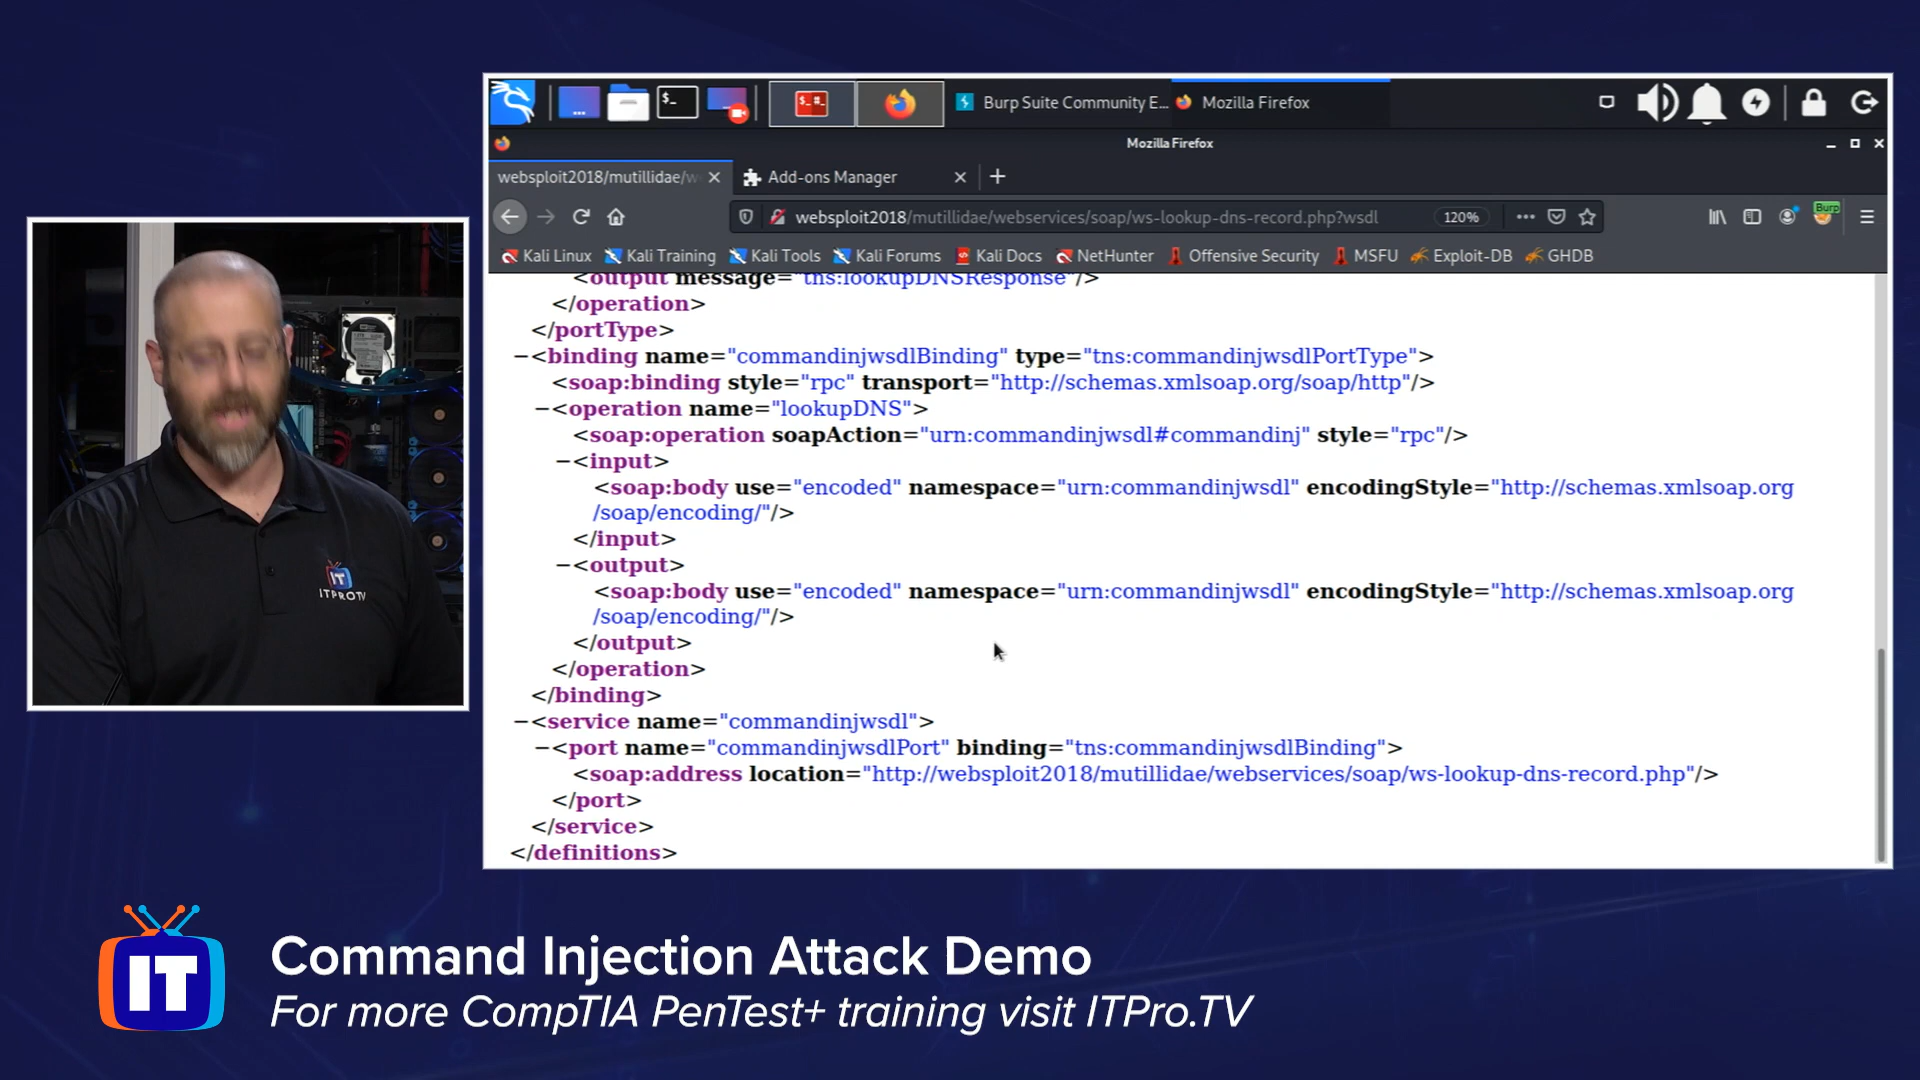 $_
$_ #_
Burp Suite Community E...
Mozilla Firefox
Mozilla Firefox
websploit2018/mutillidae/w
Add-ons Manager
websploit2018/mutillidae/webservices/soap/ws-lookup-dns-record.php?wsdl
120%
Burp
Kali Linux
Kali Training
Kali Tools
Kali Forums
Kali Docs
NetHunter
Offensive Security
MSFU
Exploit-DB
GHDB
<output message="tns:lookupDNSResponse"/>
</operation>
</portType>
−<binding name="commandinjwsdlBinding" type="tns:commandinjwsdlPortType">
<soap:binding style="rpc" transport="http://schemas.xmlsoap.org/soap/http"/>
−<operation name="lookupDNS">
<soap:operation soapAction="urn:commandinjwsdl#commandinj" style="rpc"/>
−<input>
<soap:body use="encoded" namespace="urn:commandinjwsdl" encodingStyle="http://schemas.xmlsoap.org
/soap/encoding/"/>
</input>
−<output>
<soap:body use="encoded" namespace="urn:commandinjwsdl" encodingStyle="http://schemas.xmlsoap.org
/soap/encoding/"/>
</output>
</operation>
</binding>
−<service name="commandinjwsdl">
−<port name="commandinjwsdlPort" binding="tns:commandinjwsdlBinding">
<soap:address location="http://websploit2018/mutillidae/webservices/soap/ws-lookup-dns-record.php"/>
</port>
</service>
</definitions>
IT
ITPROTV
IT
Command Injection Attack Demo
For more CompTIA PenTest+ training visit ITPro.TV